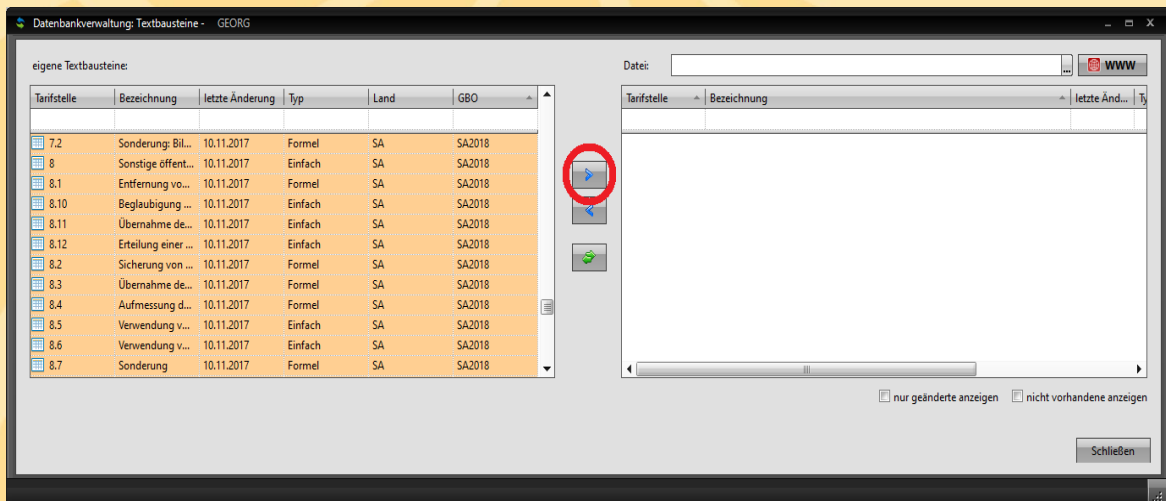 Datenbankverwaltung: Textbausteine - GEORG
eigene Textbausteine:
Datei: ... WWW
Tarifstelle Bezeichnung letzte Änderung Typ Land GBO
7.2 Sonderung: Bil... 10.11.2017 Formel SA SA2018
8 Sonstige öffent... 10.11.2017 Einfach SA SA2018
8.1 Entfernung vo... 10.11.2017 Formel SA SA2018
8.10 Beglaubigung ... 10.11.2017 Einfach SA SA2018
8.11 Übernahme de... 10.11.2017 Einfach SA SA2018
8.12 Erteilung einer ... 10.11.2017 Einfach SA SA2018
8.2 Sicherung von ... 10.11.2017 Formel SA SA2018
8.3 Übernahme de... 10.11.2017 Formel SA SA2018
8.4 Aufmessung d... 10.11.2017 Formel SA SA2018
8.5 Verwendung v... 10.11.2017 Einfach SA SA2018
8.6 Verwendung v... 10.11.2017 Einfach SA SA2018
8.7 Sonderung 10.11.2017 Formel SA SA2018
Tarifstelle Bezeichnung letzte Änd... Ty
nur geänderte anzeigen nicht vorhandene anzeigen
Schließen